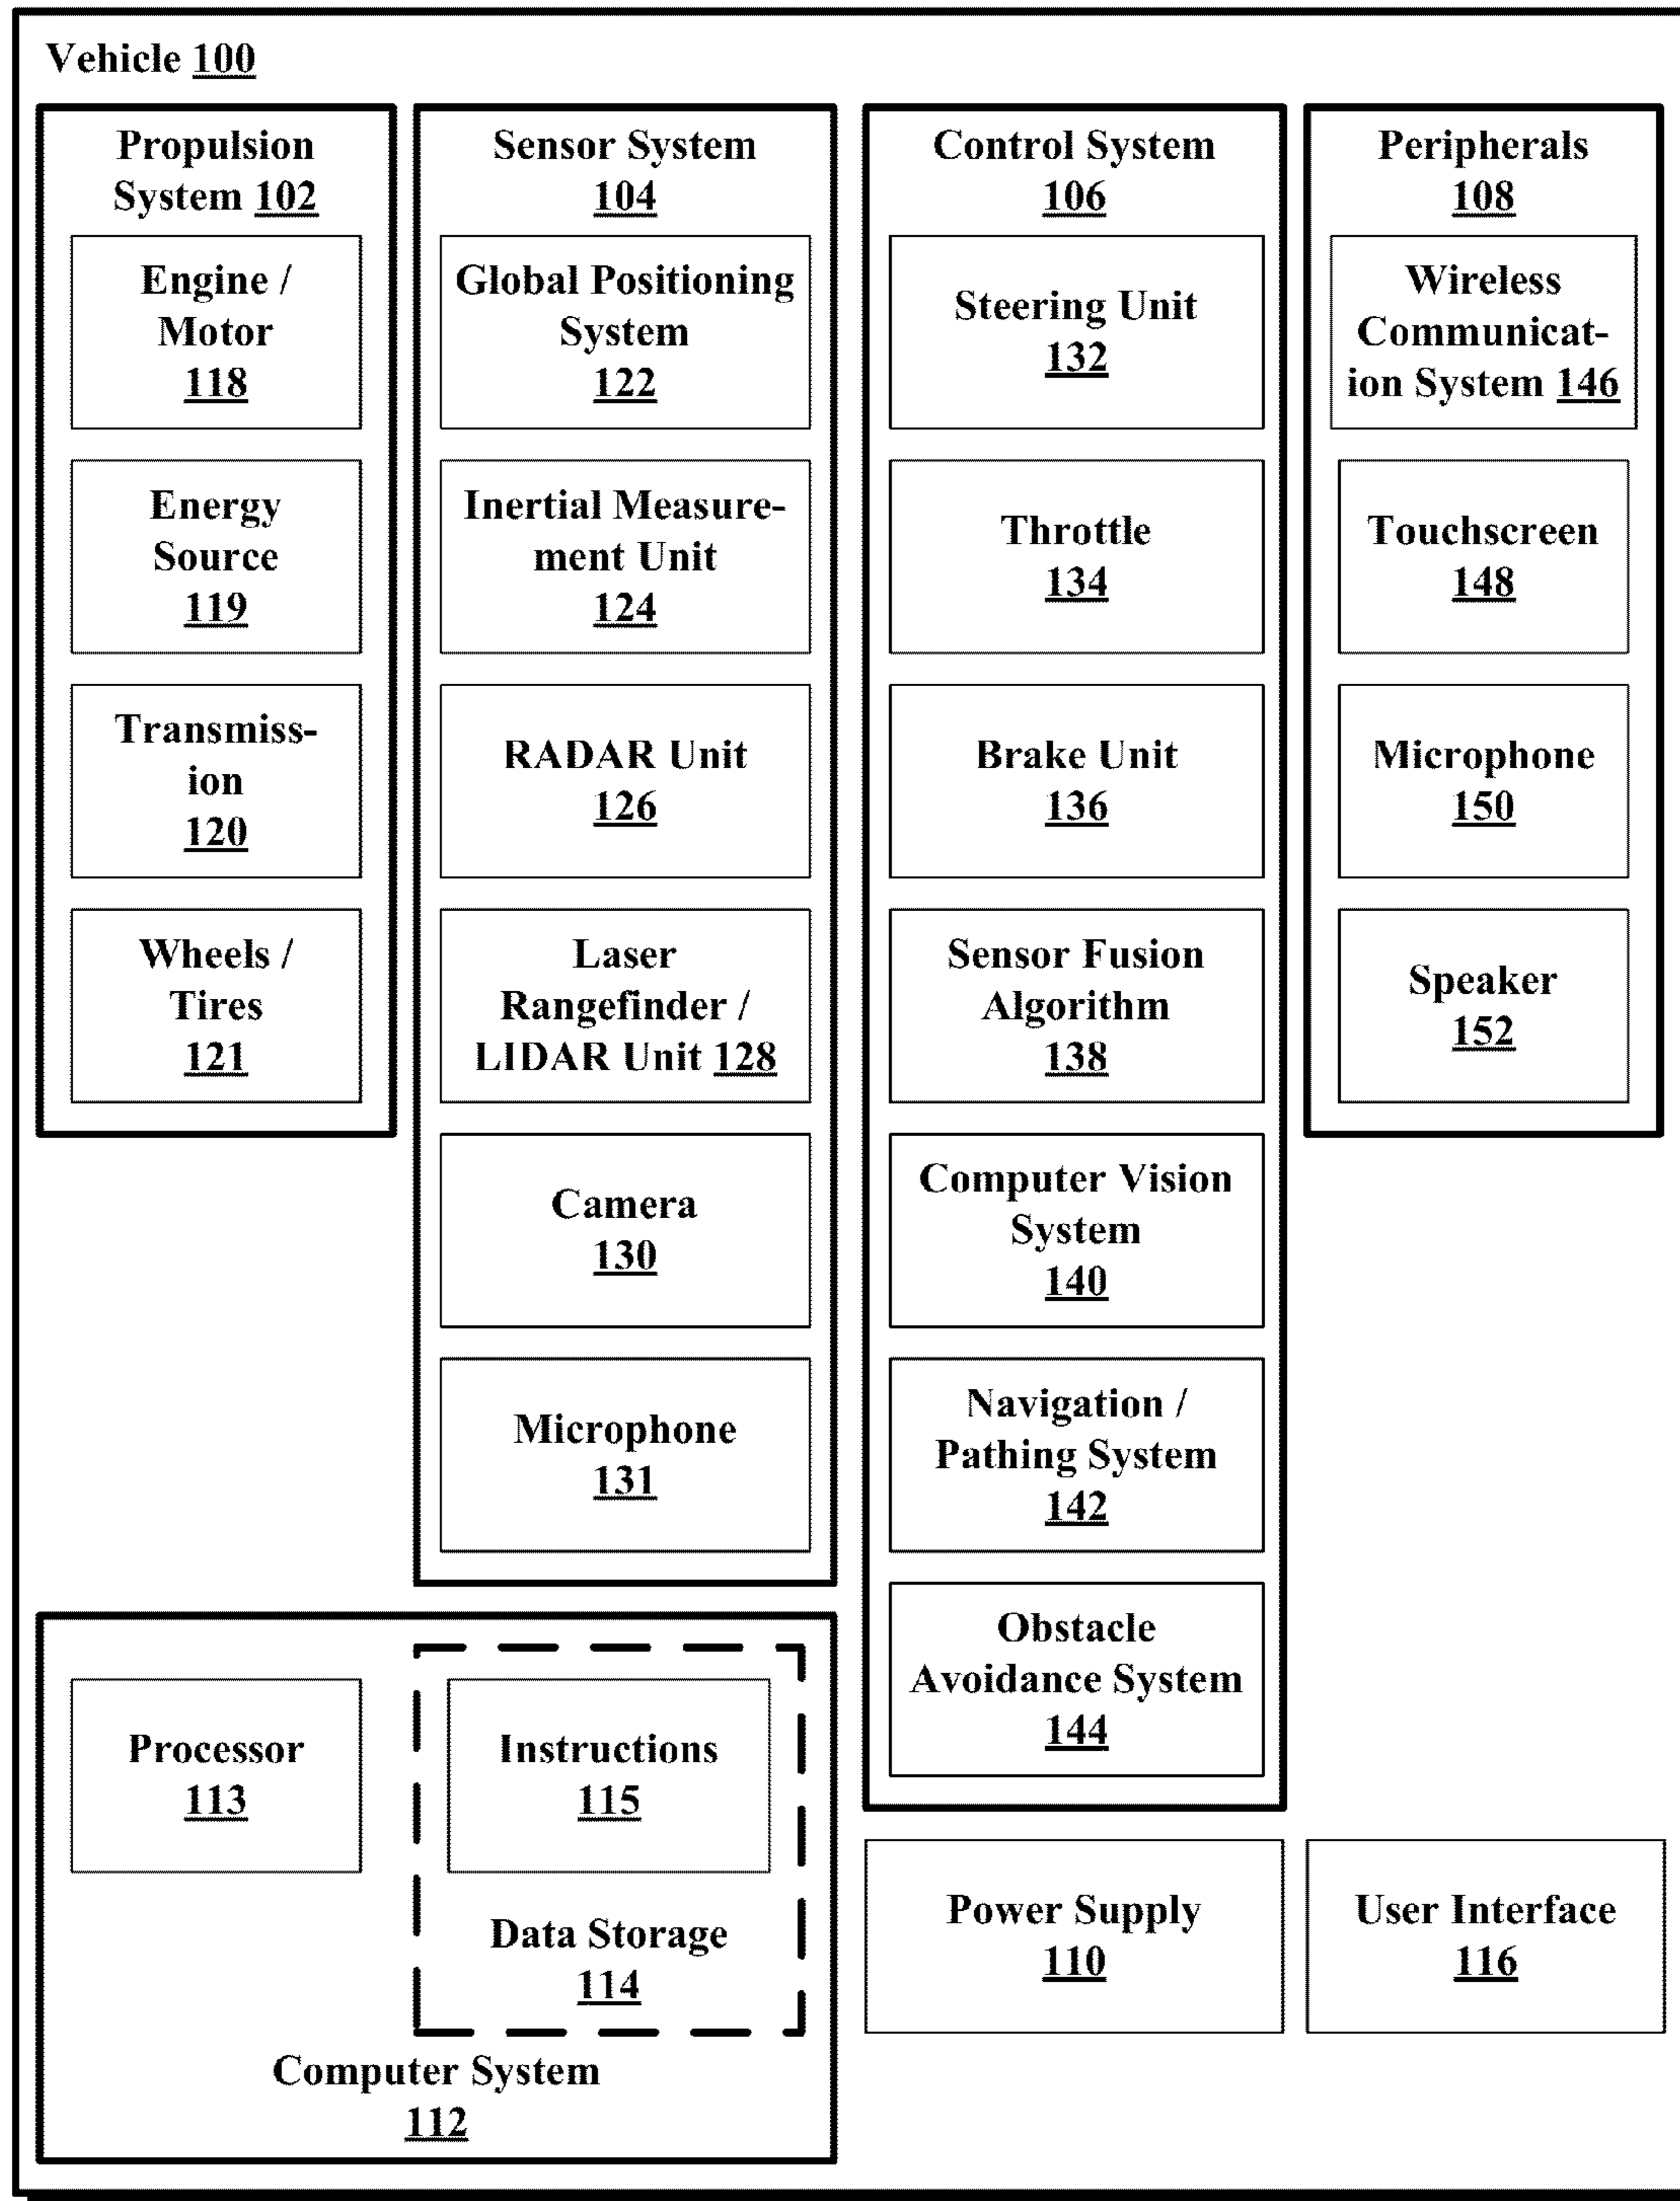 Vehicle 100
Propulsion
System 102
Engine /
Motor
118
Energy
Source
119
Transmiss-
ion
120
Wheels /
Tires
121
Sensor System
104
Global Positioning
System
122
Inertial Measure-
ment Unit
124
RADAR Unit
126
Laser
Rangefinder /
LIDAR Unit 128
Camera
130
Microphone
131
Control System
106
Steering Unit
132
Throttle
134
Brake Unit
136
Sensor Fusion
Algorithm
138
Computer Vision
System
140
Navigation /
Pathing System
142
Obstacle
Avoidance System
144
Peripherals
108
Wireless
Communicat-
ion System 146
Touchscreen
148
Microphone
150
Speaker
152
Processor
113
Instructions
115
Data Storage
114
Computer System
112
Power Supply
110
User Interface
116